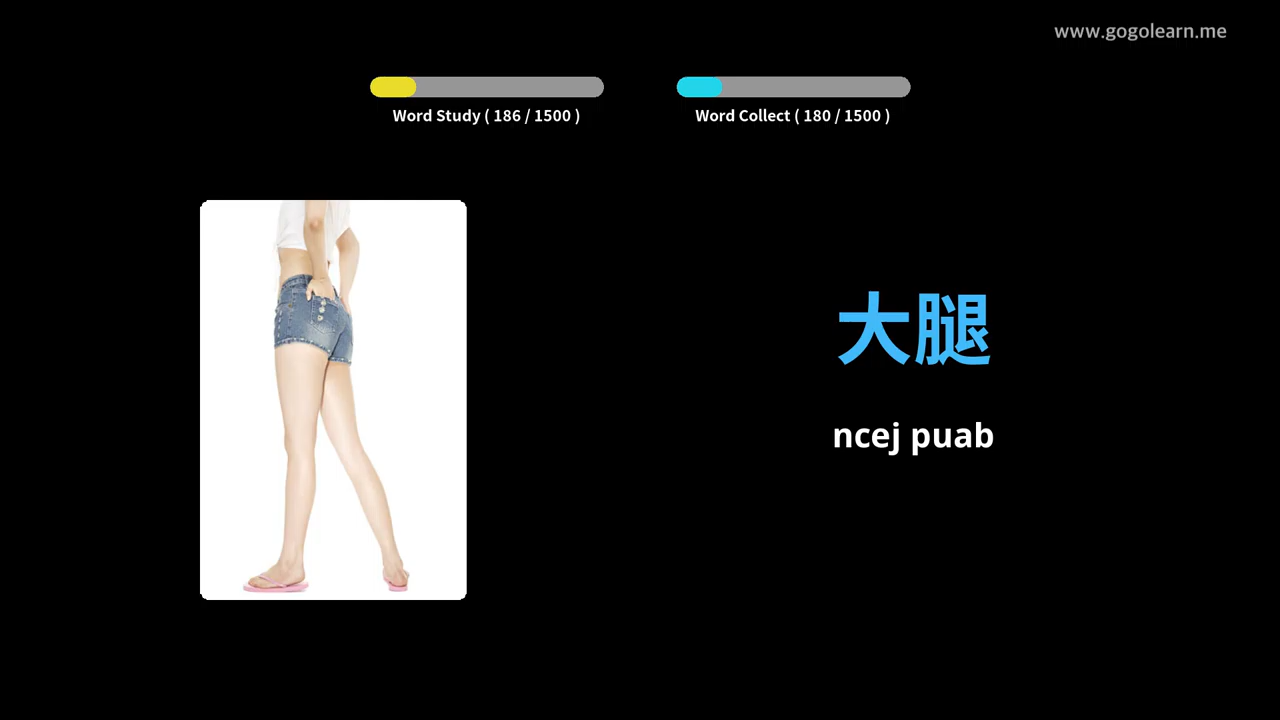 www.gogolearn.me
Word Study ( 186 / 1500 )
Word Collect ( 180 / 1500 )
大腿
ncej puab